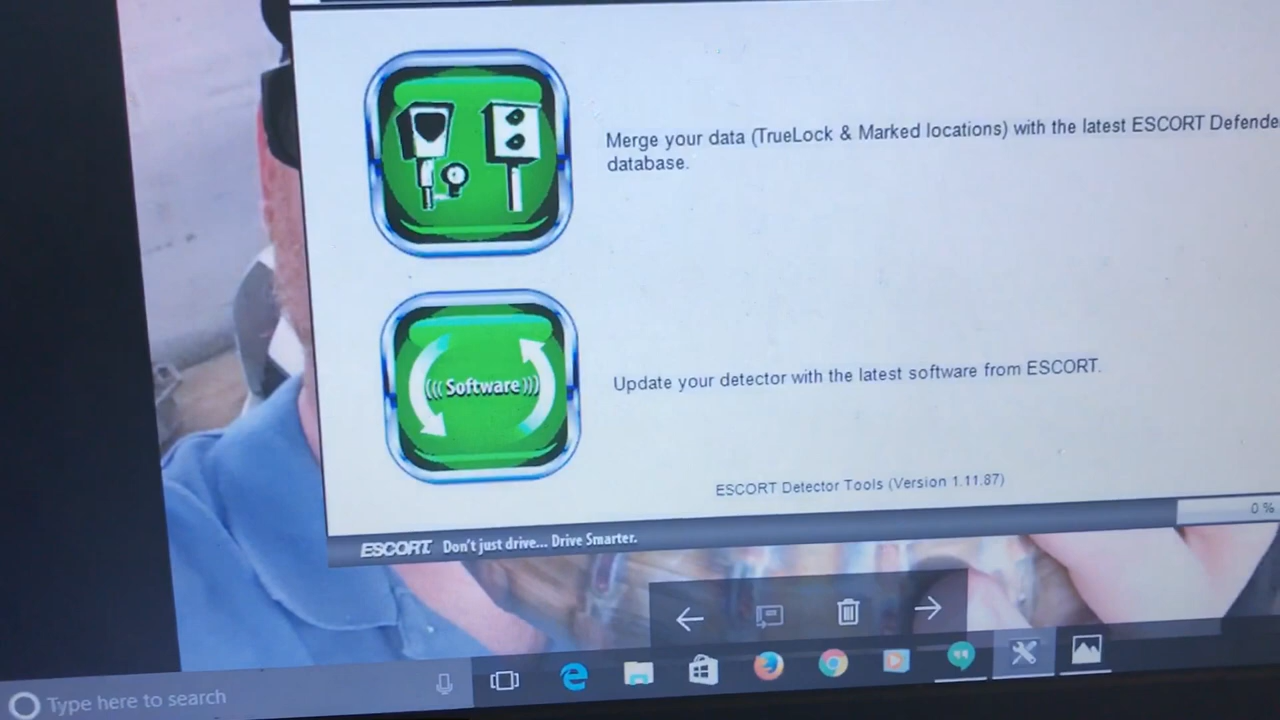 Merge your data (TrueLock & Marked locations) with the latest ESCORT Defende
database.
((( Software )))
Update your detector with the latest software from ESCORT.
ESCORT Detector Tools (Version 1.11.87)
0 %
ESCORT Don't just drive... Drive Smarter.
Type here to search